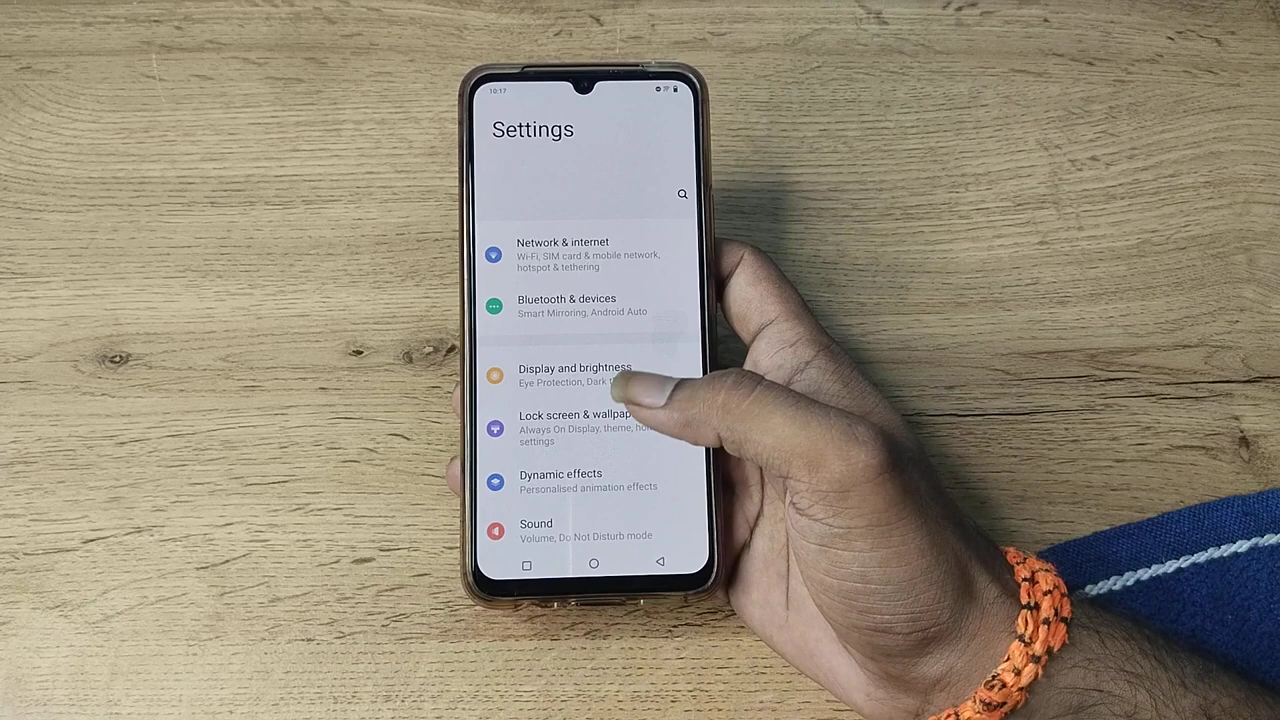 10:17
Settings
Network & internet
Wi-Fi, SIM card & mobile network,
hotspot & tethering
Bluetooth & devices
Smart Mirroring, Android Auto
Display and brightness
Eye Protection, Dark
Lock screen &
Always On Display, theme,
settings
Dynamic effects
Personalised animation effects
Sound
Volume, Do Not Disturb mode